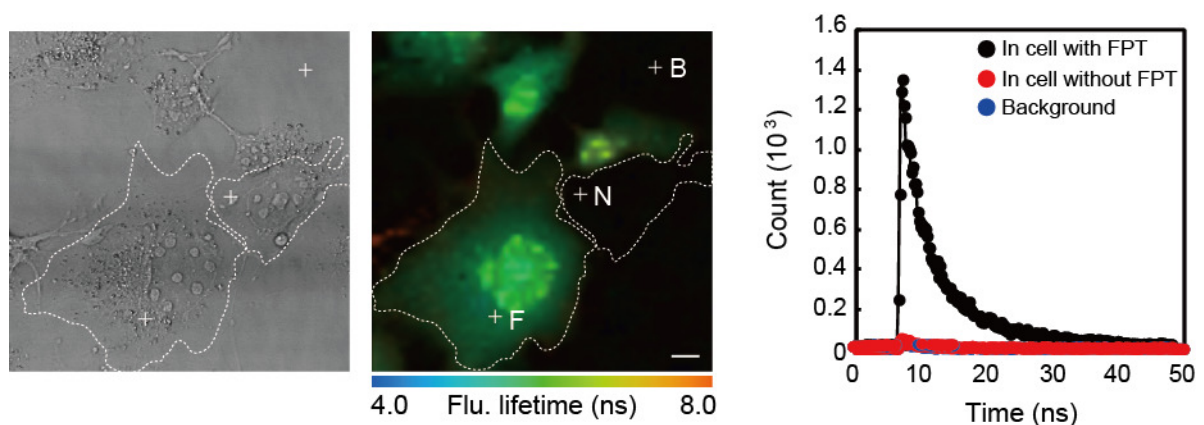 B
N
F
4.0 Flu. lifetime (ns) 8.0
In cell with FPT
In cell without FPT
Background
Count (10³)
1.6
1.4
1.2
1.0
0.8
0.6
0.4
0.2
0
0 10 20 30 40 50
Time (ns)